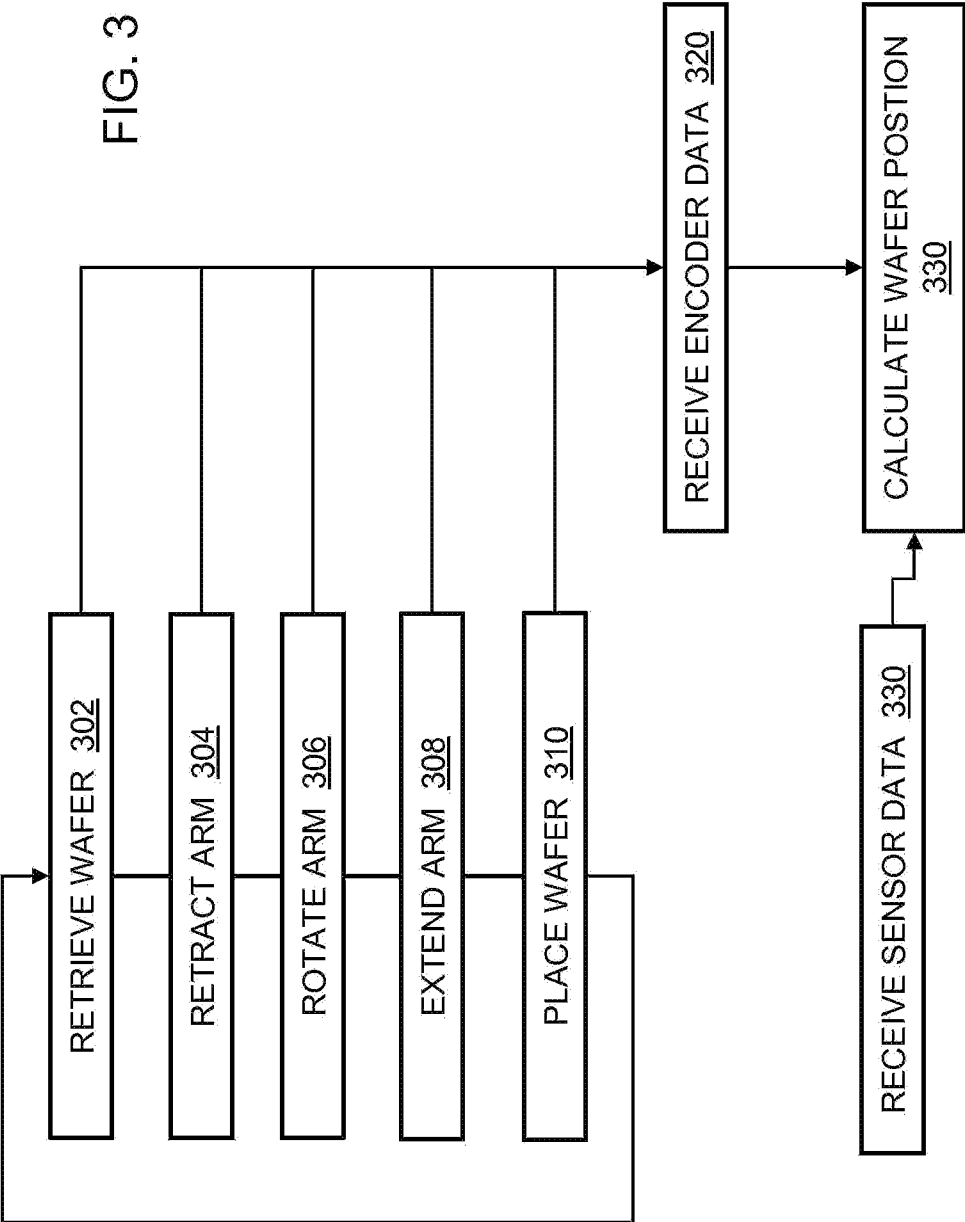 FIG. 3
RETRIEVE WAFER 302
RETRACT ARM 304
ROTATE ARM 306
EXTEND ARM 308
PLACE WAFER 310
RECEIVE ENCODER DATA 320
RECEIVE SENSOR DATA 330
CALCULATE WAFER POSTION
330